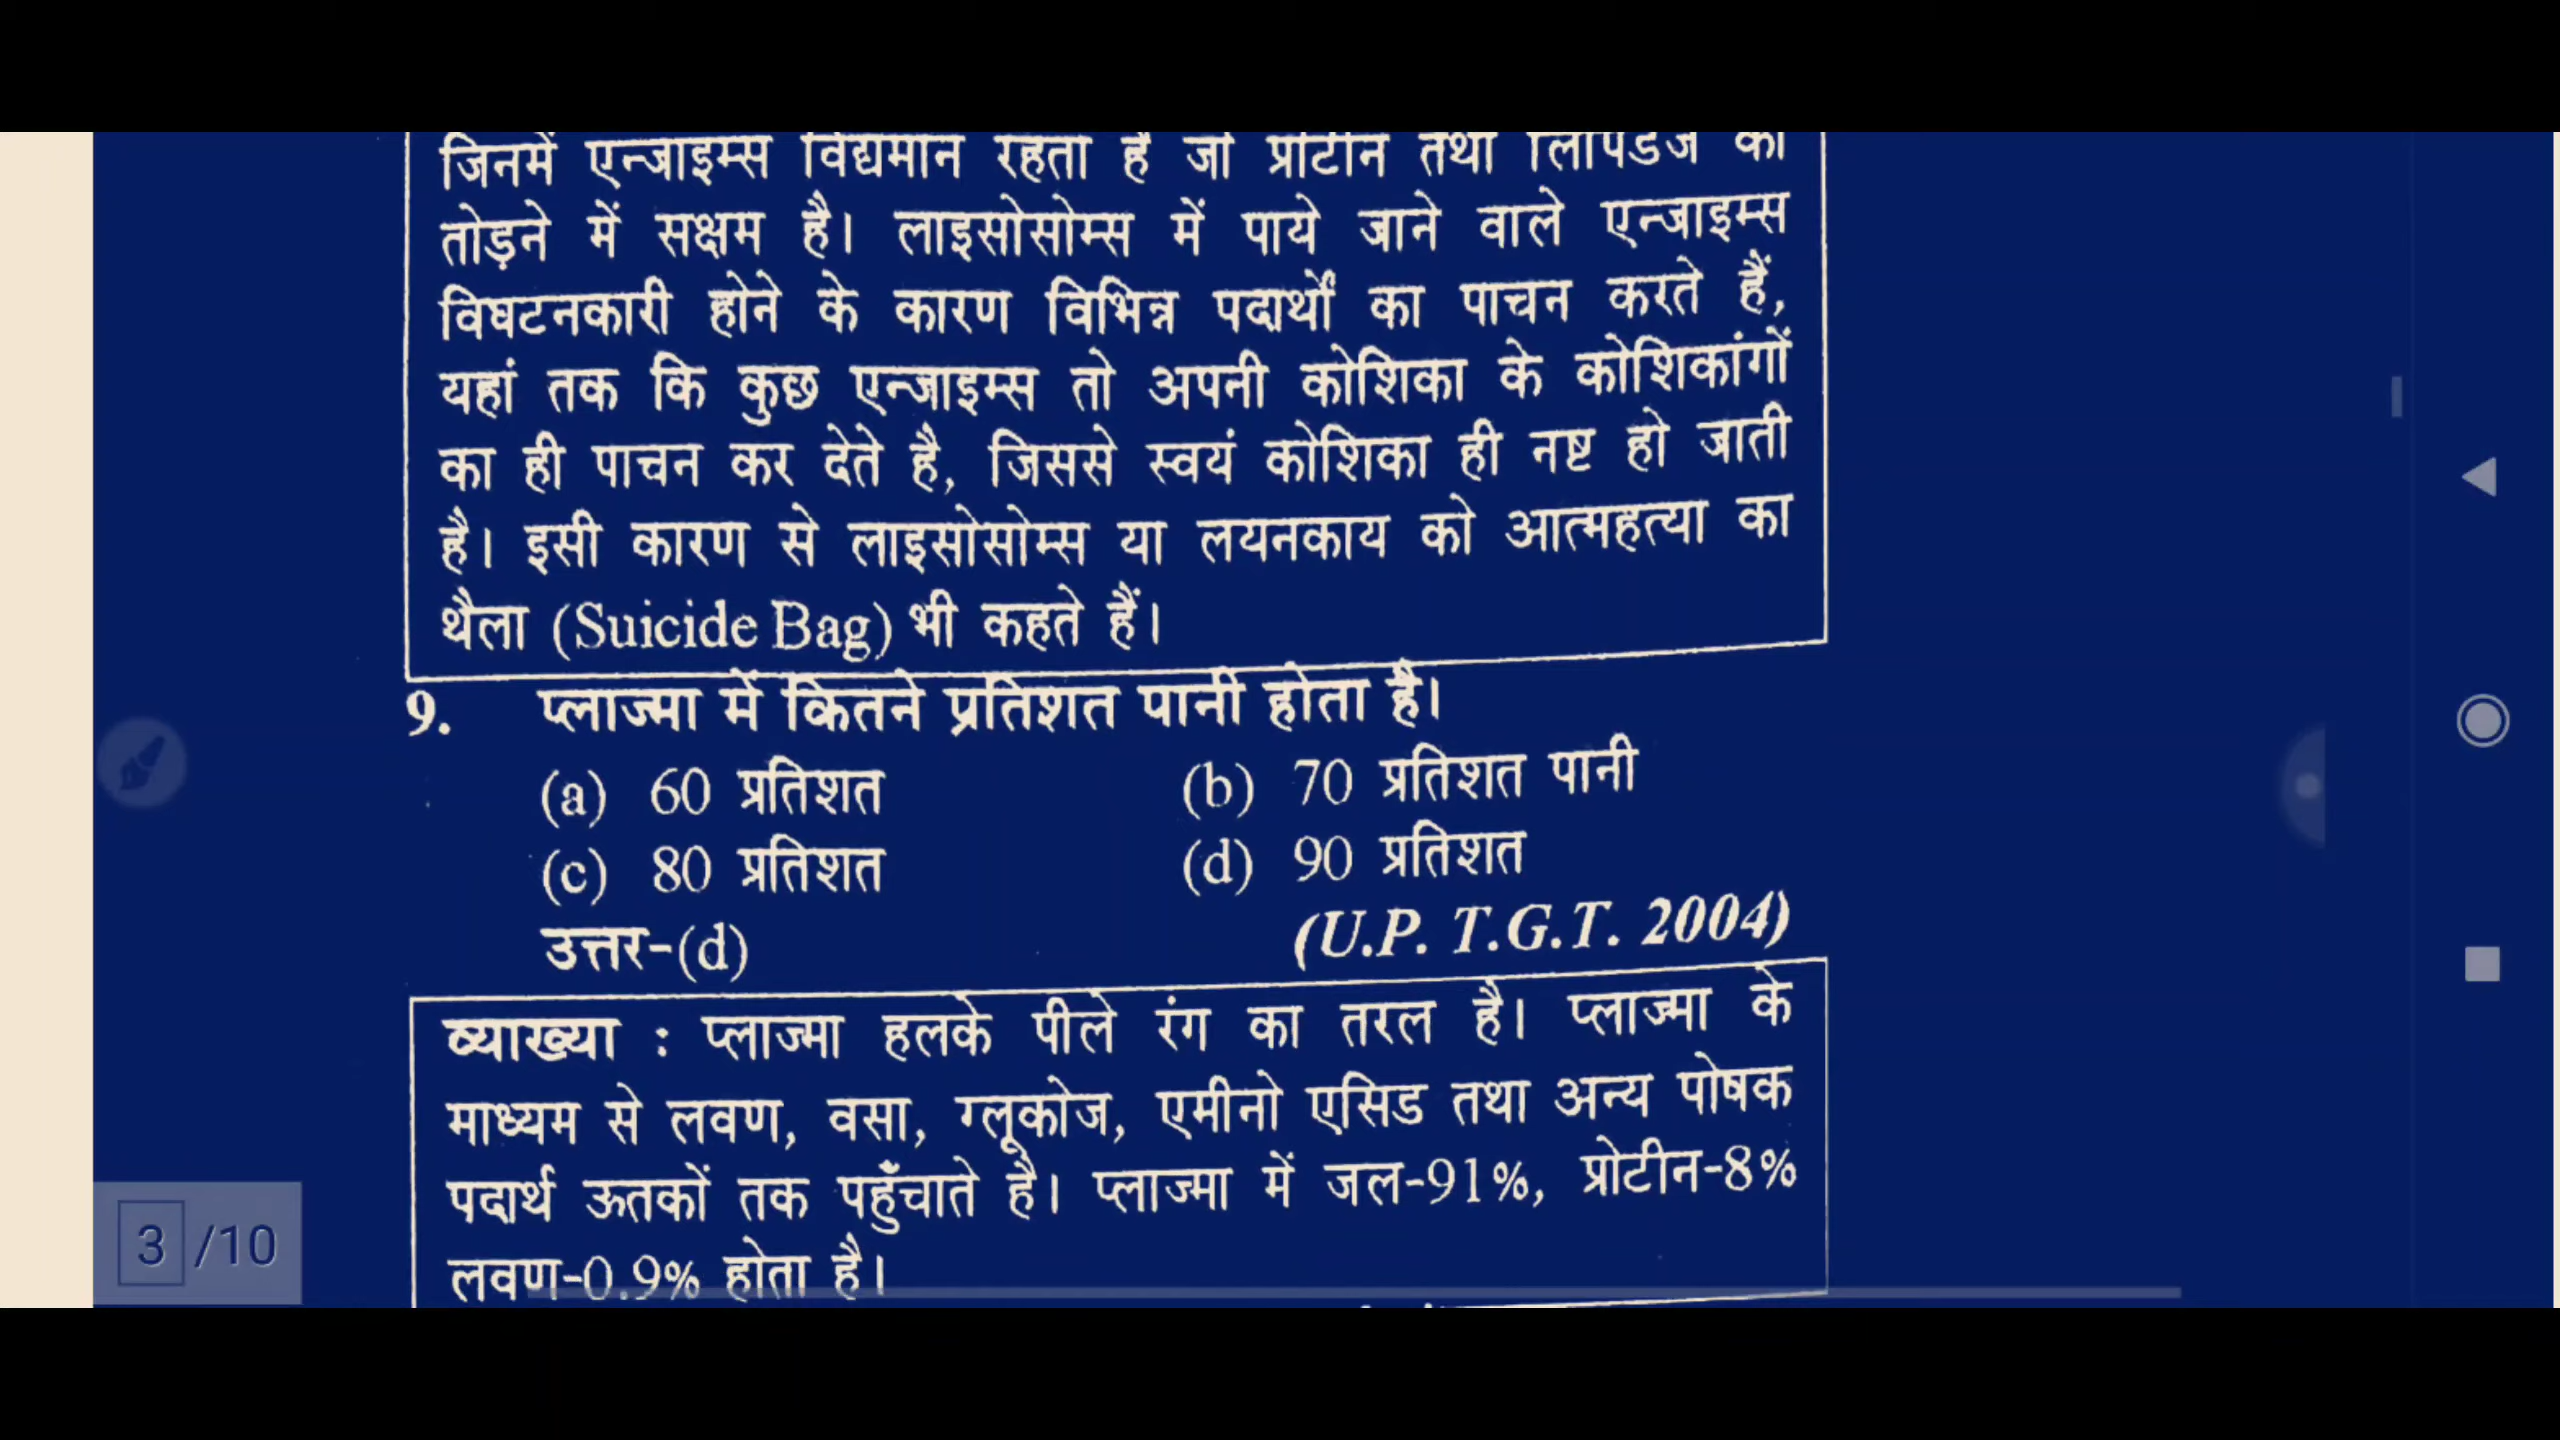 जिनमें एन्जाइम्स विद्यमान रहता है जो प्रोटीन तथा लिपिडज को
तोड़ने में सक्षम है। लाइसोसोम्स में पाये जाने वाले एन्जाइम्स
विघटनकारी होने के कारण विभिन्न पदार्थों का पाचन करते हैं,
यहां तक कि कुछ एन्जाइम्स तो अपनी कोशिका के कोशिकांगों
का ही पाचन कर देते है, जिससे स्वयं कोशिका ही नष्ट हो जाती
है। इसी कारण से लाइसोसोम्स या लयनकाय को आत्महत्या का
थैला (Suicide Bag) भी कहते हैं।
9. प्लाज्मा में कितने प्रतिशत पानी होता है।
(a) 60 प्रतिशत (b) 70 प्रतिशत पानी
(c) 80 प्रतिशत (d) 90 प्रतिशत
उत्तर-(d) (U.P. T.G.T. 2004)
व्याख्या : प्लाज्मा हलके पीले रंग का तरल है। प्लाज्मा के
माध्यम से लवण, वसा, ग्लूकोज, एमीनो एसिड तथा अन्य पोषक
पदार्थ ऊतकों तक पहुँचाते है। प्लाज्मा में जल-91%, प्रोटीन-8%
लवण-0.9% होता है।
3 /10